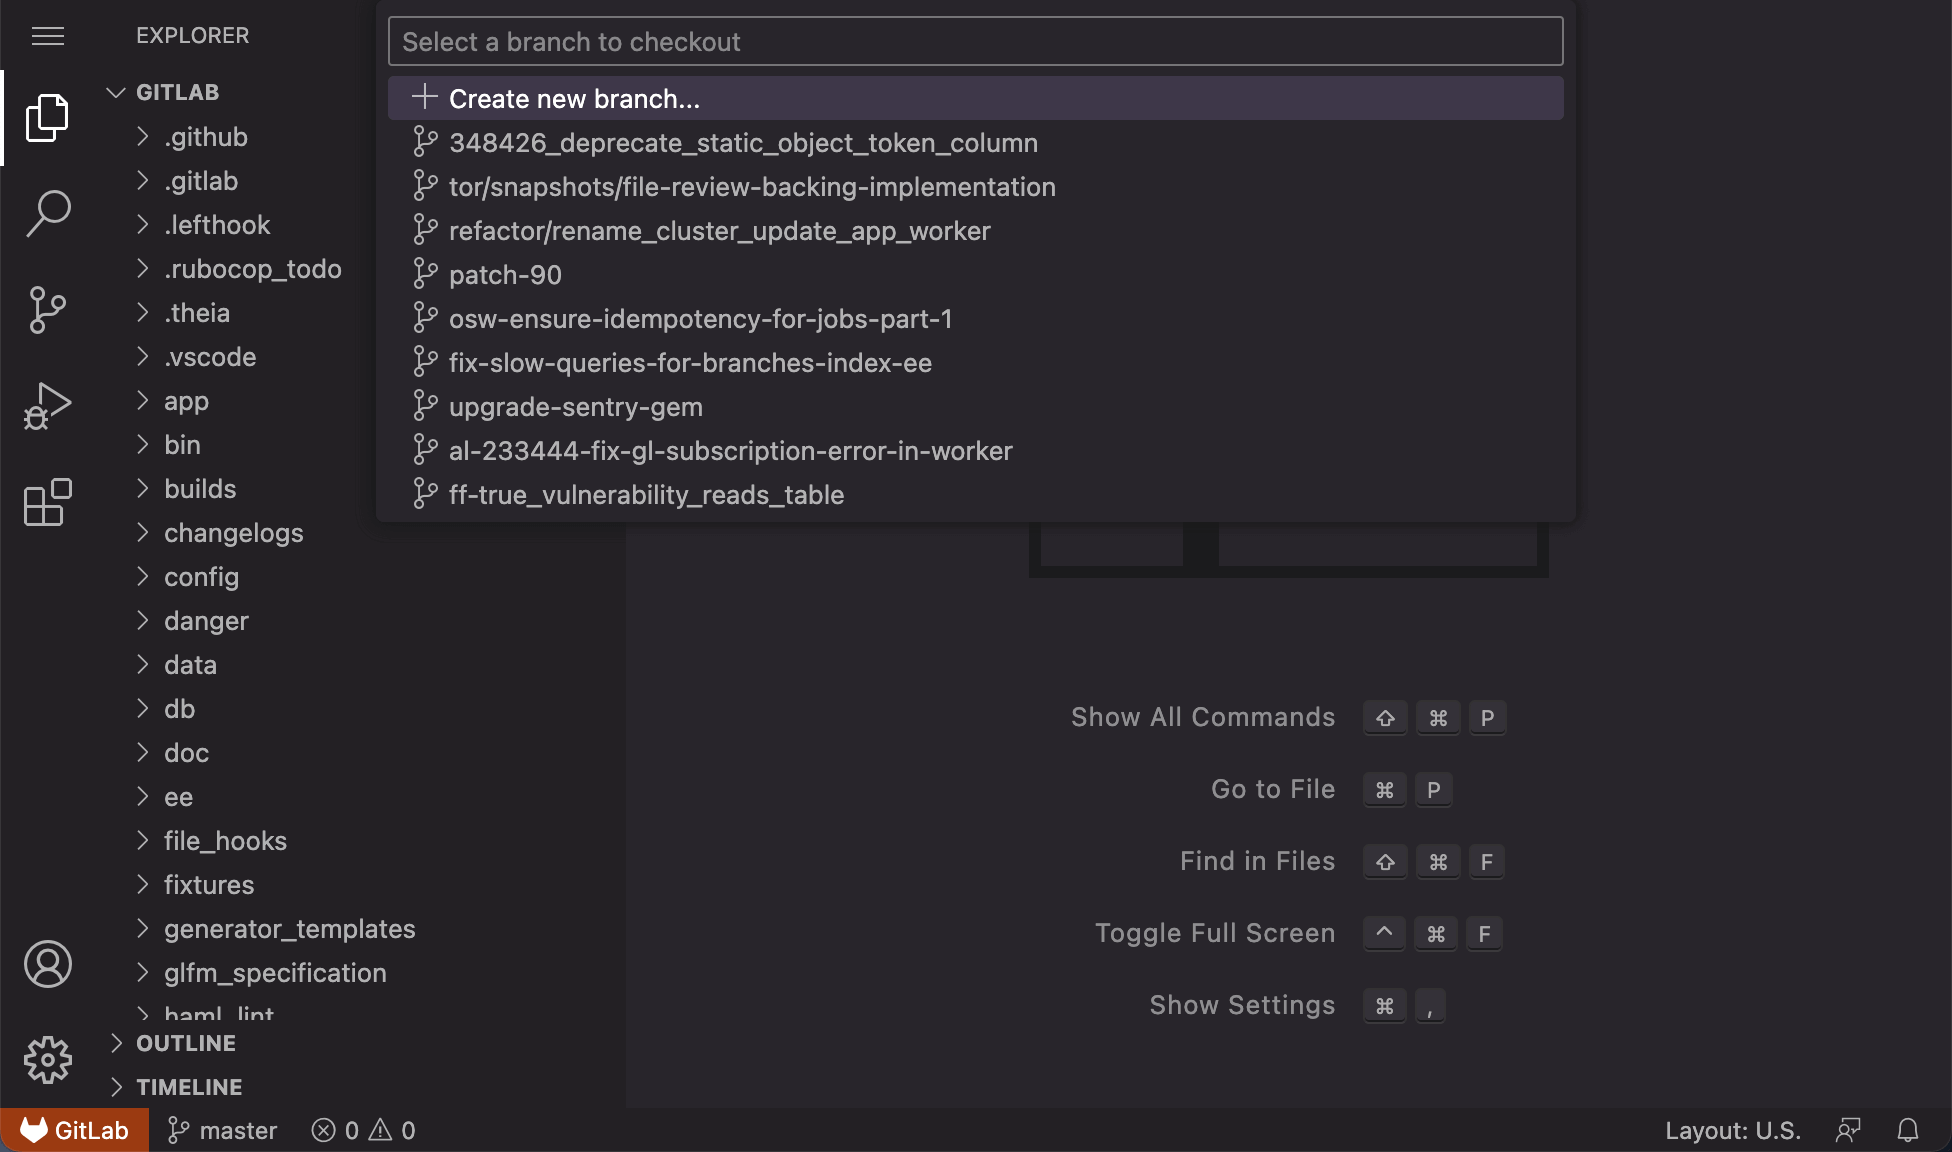 EXPLORER
GITLAB
.github
.gitlab
.lefthook
.rubocop_todo
.theia
.vscode
app
bin
builds
changelogs
config
danger
data
db
doc
ee
file_hooks
fixtures
generator_templates
glfm_specification
haml_lint
OUTLINE
TIMELINE
Select a branch to checkout
Create new branch...
348426_deprecate_static_object_token_column
tor/snapshots/file-review-backing-implementation
refactor/rename_cluster_update_app_worker
patch-90
osw-ensure-idempotency-for-jobs-part-1
fix-slow-queries-for-branches-index-ee
upgrade-sentry-gem
al-233444-fix-gl-subscription-error-in-worker
ff-true_vulnerability_reads_table
Show All Commands ⇧ ⌘ P
Go to File ⌘ P
Find in Files ⇧ ⌘ F
Toggle Full Screen ^ ⌘ F
Show Settings ⌘ ,
GitLab master 0 0 Layout: U.S.